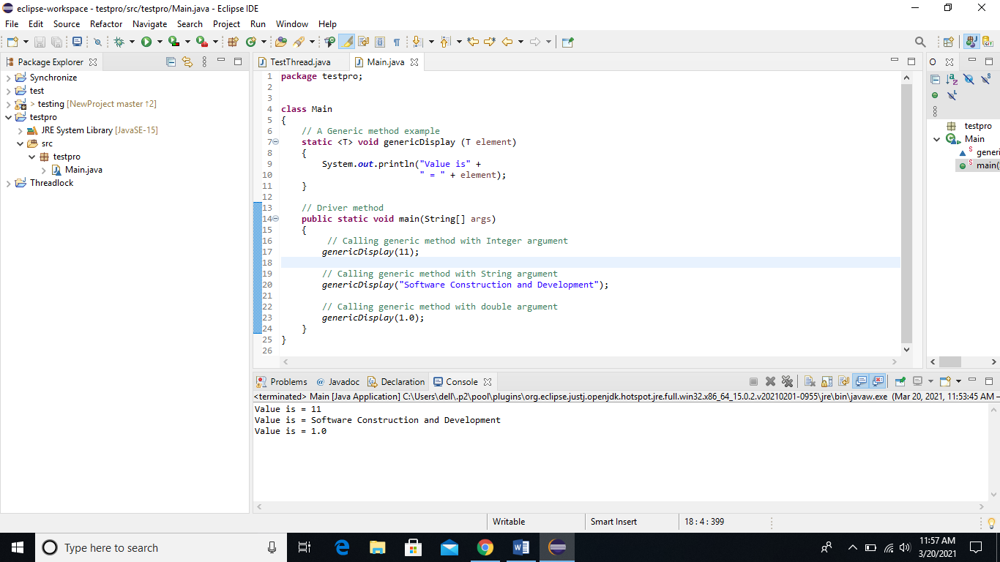 eclipse-workspace - testpro/src/testpro/Main.java - Eclipse IDE
File Edit Source Refactor Navigate Search Project Run Window Help
Package Explorer
Synchronize
test
> testing [NewProject master ↑2]
testpro
JRE System Library [JavaSE-15]
src
testpro
Main.java
Threadlock
TestThread.java Main.java
1 package testpro;
2
3
4 class Main
5 {
6 // A Generic method example
7 static <T> void genericDisplay (T element)
8 {
9 System.out.println("Value is" +
10 " = " + element);
11 }
12
13 // Driver method
14 public static void main(String[] args)
15 {
16 // Calling generic method with Integer argument
17 genericDisplay(11);
18
19 // Calling generic method with String argument
20 genericDisplay("Software Construction and Development");
21
22 // Calling generic method with double argument
23 genericDisplay(1.0);
24 }
25 }
26
O
testpro
Main
S generi
S main(
Problems @ Javadoc Declaration Console
<terminated> Main [Java Application] C:\Users\dell\.p2\pool\plugins\org.eclipse.justj.openjdk.hotspot.jre.full.win32.x86_64_15.0.2.v20210201-0955\jre\bin\javaw.exe (Mar 20, 2021, 11:53:45 AM –
Value is = 11
Value is = Software Construction and Development
Value is = 1.0
Writable Smart Insert 18 : 4 : 399
Type here to search
11:57 AM
3/20/2021